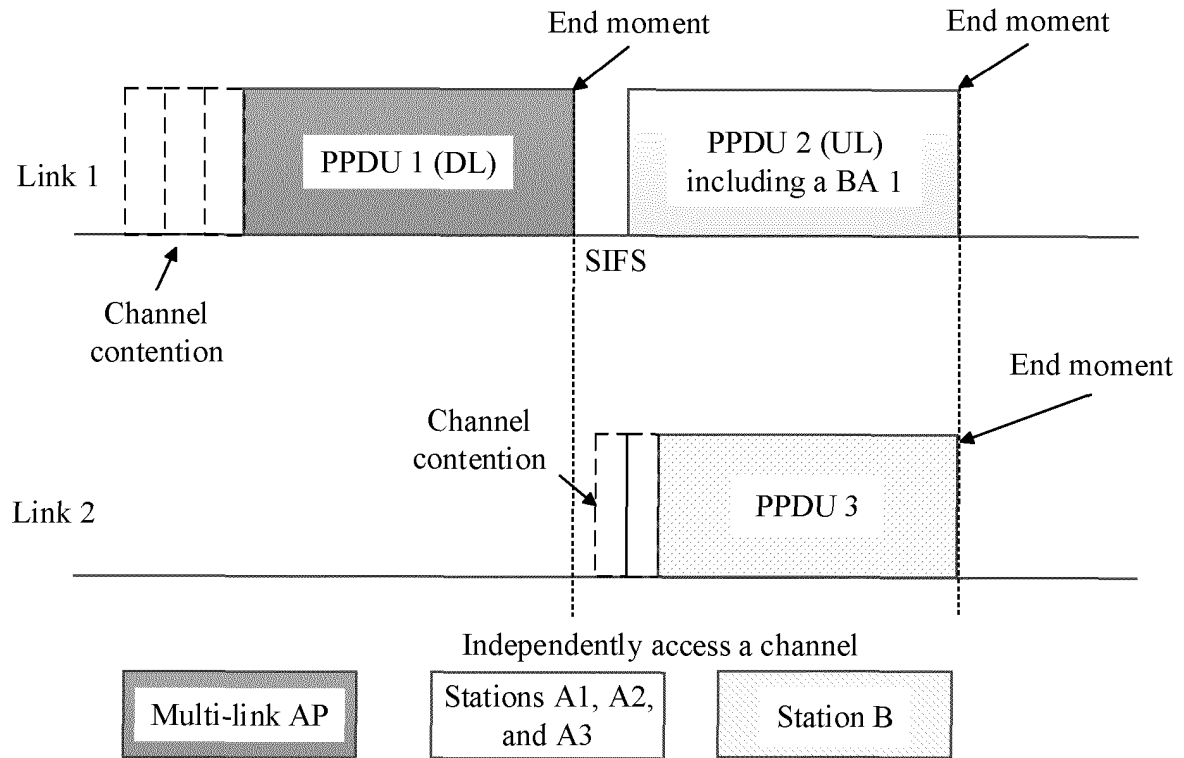 End moment
End moment
Link 1
PPDU 1 (DL)
PPDU 2 (UL)
including a BA 1
SIFS
Channel
contention
End moment
Channel
contention
Link 2
PPDU 3
Independently access a channel
Multi-link AP
Stations A1, A2,
and A3
Station B